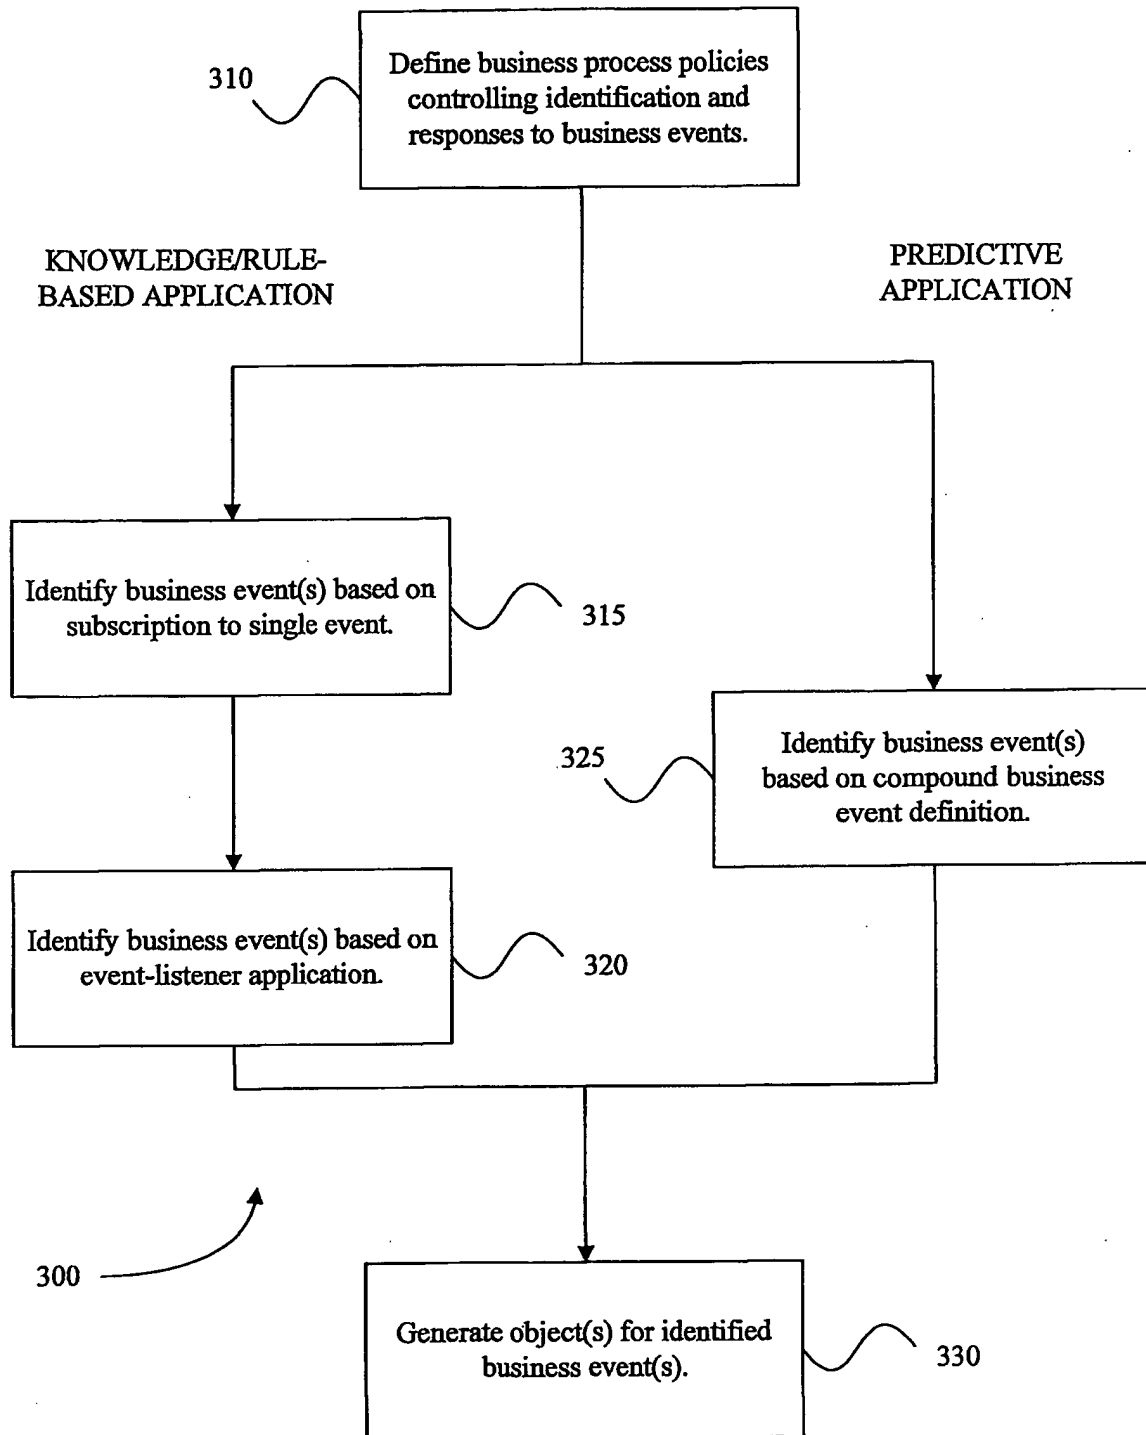 Define business process policies
controlling identification and
responses to business events.
310
KNOWLEDGE/RULE-
BASED APPLICATION
PREDICTIVE
APPLICATION
Identify business event(s) based on
subscription to single event.
315
325
Identify business event(s)
based on compound business
event definition.
Identify business event(s) based on
event-listener application.
320
300
Generate object(s) for identified
business event(s).
330